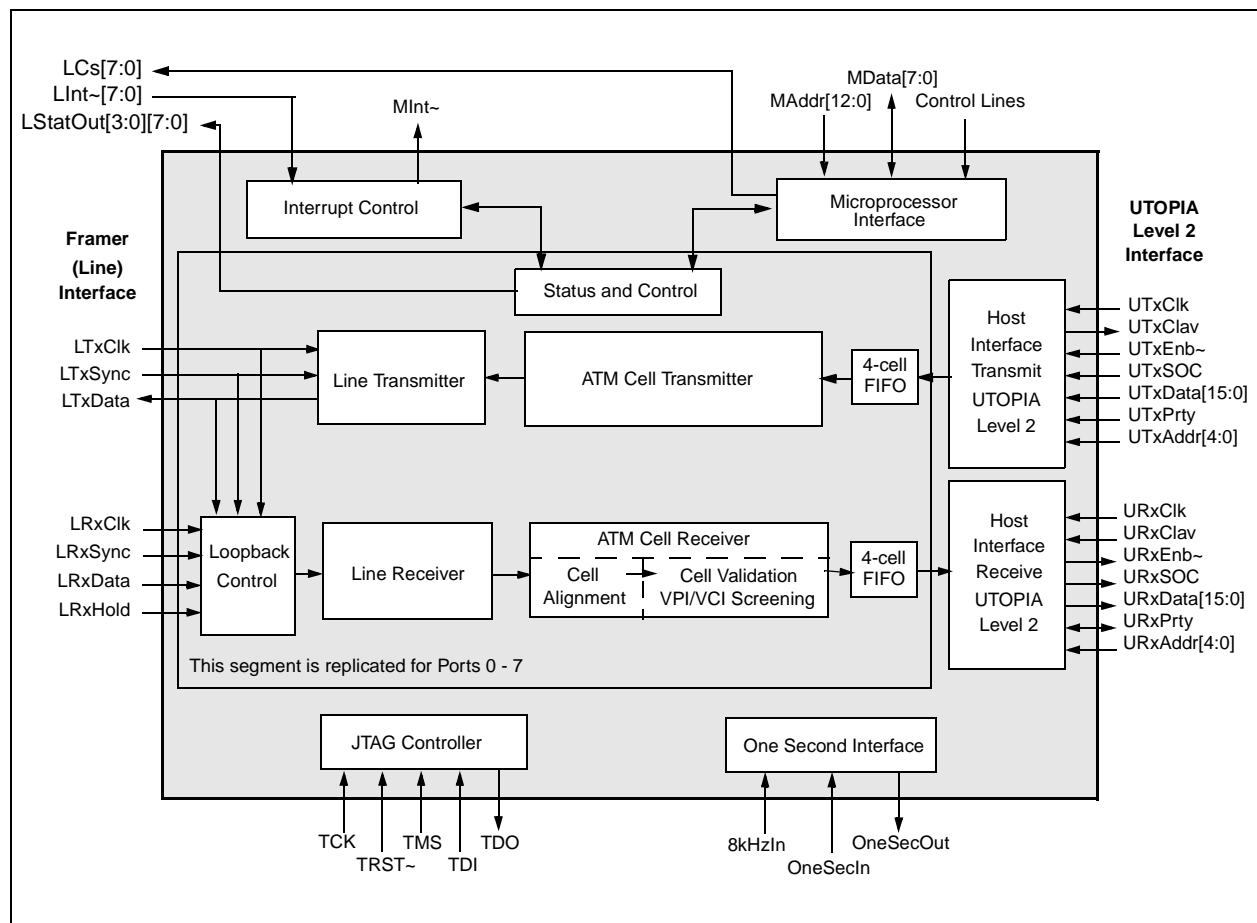 LCs[7:0]
LInt~[7:0]
LStatOut[3:0][7:0]
MInt~
MData[7:0]
MAddr[12:0]
Control Lines
Interrupt Control
Microprocessor
Interface
Framer
(Line)
Interface
UTOPIA
Level 2
Interface
Status and Control
LTxClk
LTxSync
LTxData
Line Transmitter
ATM Cell Transmitter
4-cell
FIFO
Host
Interface
Transmit
UTOPIA
Level 2
UTxClk
UTxClav
UTxEnb~
UTxSOC
UTxData[15:0]
UTxPrty
UTxAddr[4:0]
LRxClk
LRxSync
LRxData
LRxHold
Loopback
Control
Line Receiver
ATM Cell Receiver
Cell
Alignment
Cell Validation
VPI/VCI Screening
4-cell
FIFO
Host
Interface
Receive
UTOPIA
Level 2
URxClk
URxClav
URxEnb~
URxSOC
URxData[15:0]
URxPrty
URxAddr[4:0]
This segment is replicated for Ports 0 - 7
JTAG Controller
One Second Interface
TCK
TRST~
TMS
TDI
TDO
8kHzIn
OneSecIn
OneSecOut